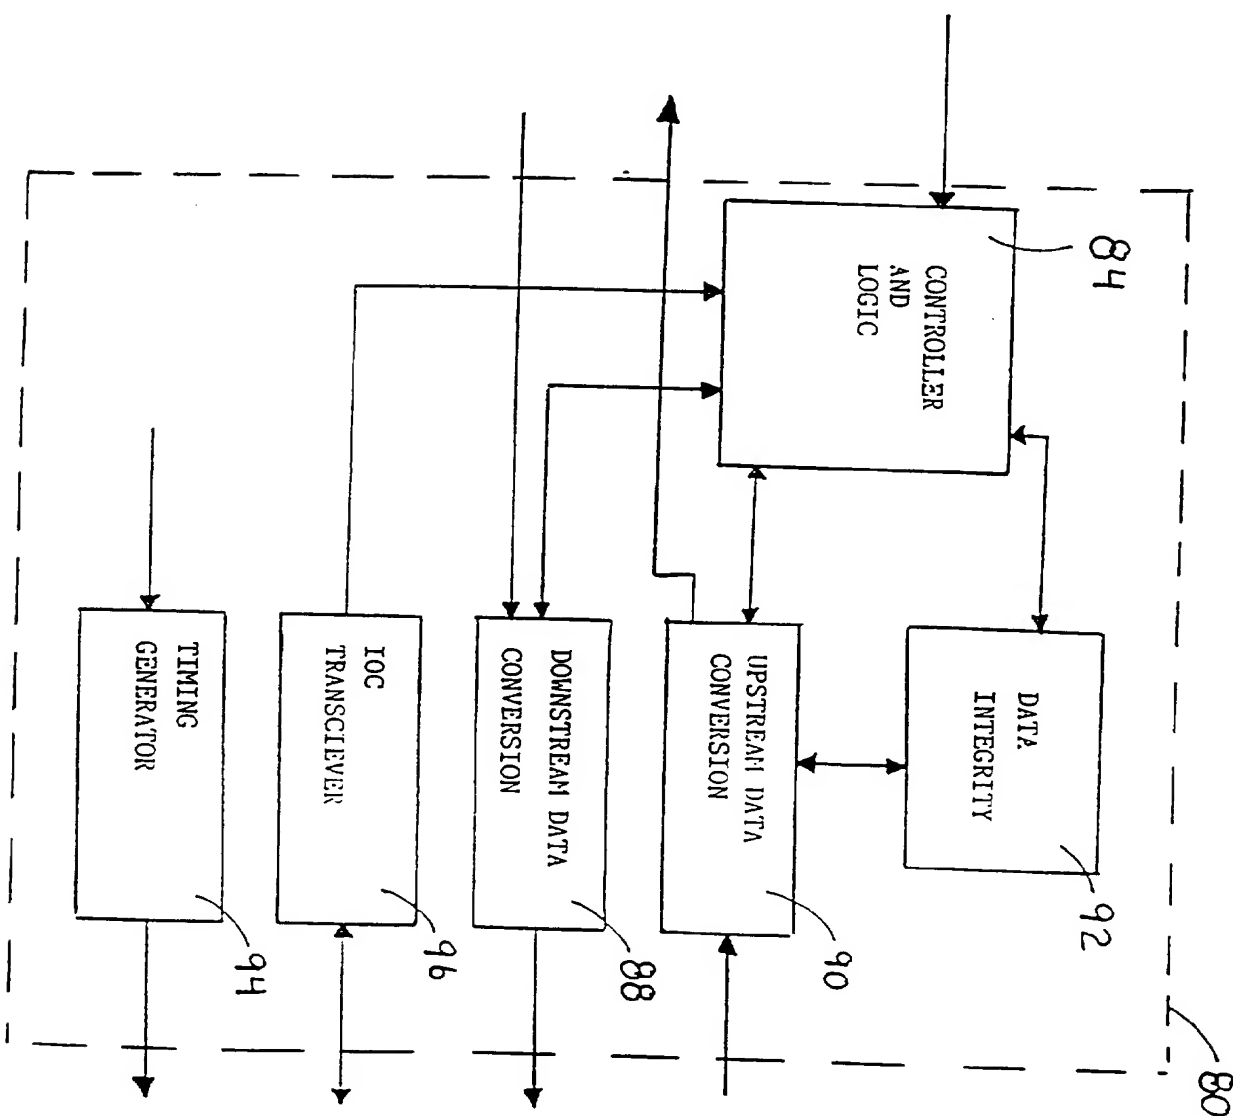 80
84
CONTROLLER
AND
LOGIC
DATA
INTEGRITY
92
UPSTREAM DATA
CONVERSION
90
DOWNSTREAM DATA
CONVERSION
88
IOC
TRANSCIEVER
96
TIMING
GENERATOR
94